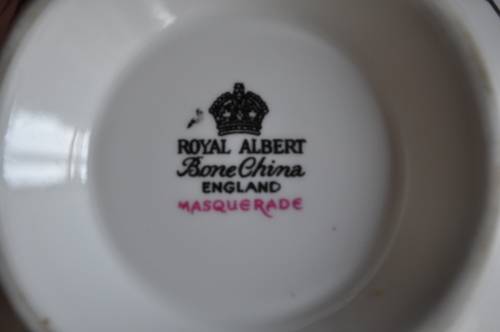 ROYAL ALBERT
Bone China
ENGLAND
MASQUERADE